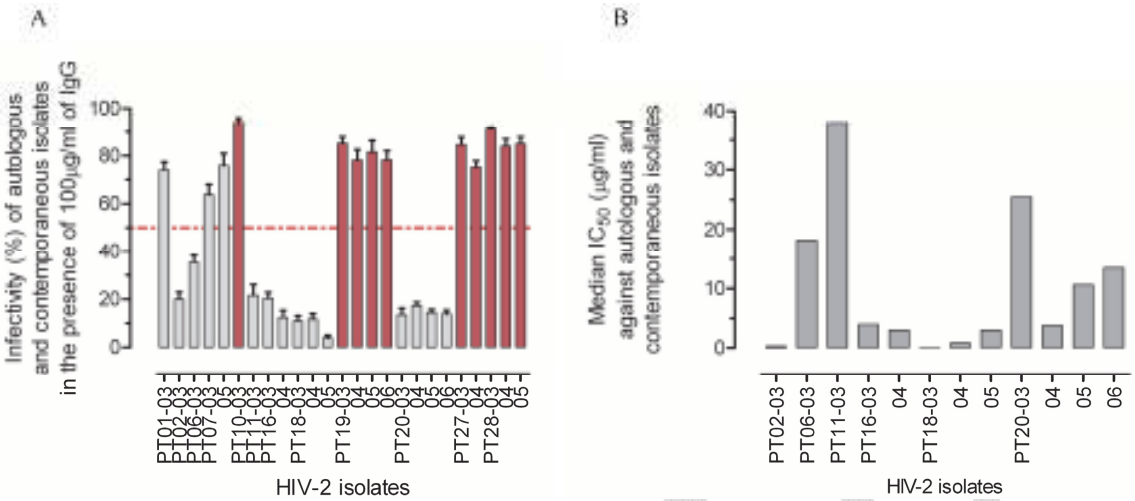 A
Infectivity (%) of autologous
and contemporaneous isolates
in the presence of 100µg/ml of IgG
100
80
60
40
20
0
PT01-03
PT02-03
PT06-03
PT07-03
05
PT10-03
PT11-03
PT16-03
04
PT18-03
04
05
PT19-03
04
05
06
PT20-03
04
05
06
PT27-03
04
PT28-03
04
05
HIV-2 isolates
B
Median IC50 (µg/ml)
against autologous and
contemporaneous isolates
40
30
20
10
0
PT02-03
PT06-03
PT11-03
PT16-03
04
PT18-03
04
05
PT20-03
04
05
06
HIV-2 isolates